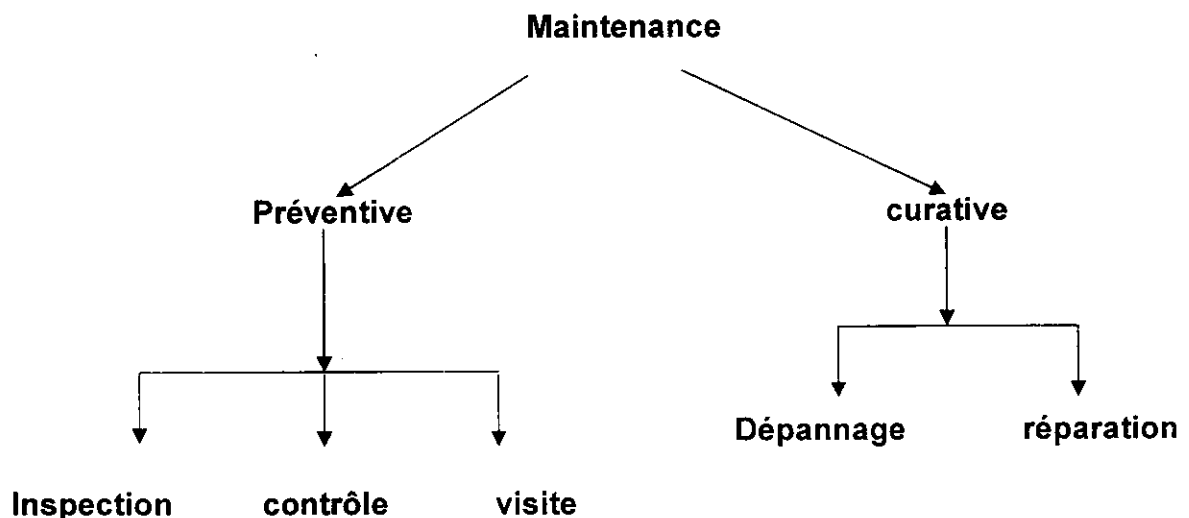 Maintenance
Préventive
curative
Dépannage
réparation
Inspection
contrôle
visite